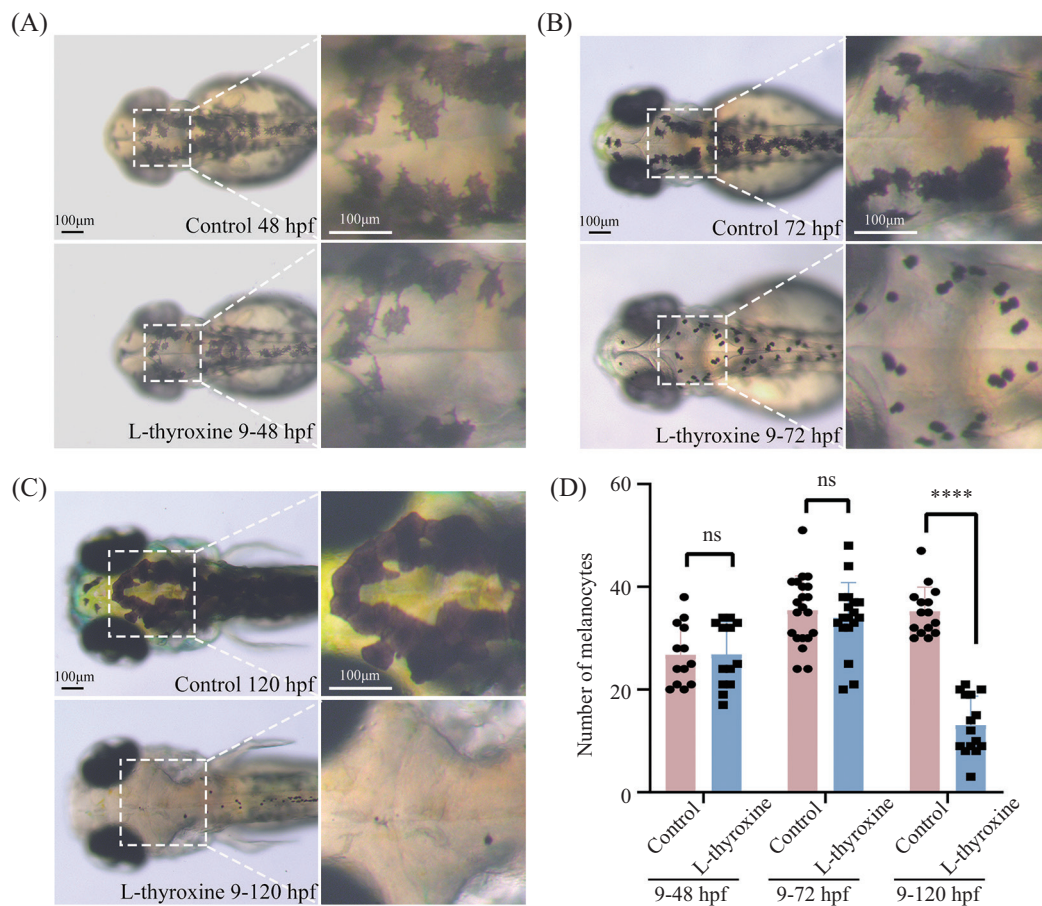 (A)
100μm
Control 48 hpf
100μm
L-thyroxine 9-48 hpf
(B)
100μm
Control 72 hpf
100μm
L-thyroxine 9-72 hpf
(C)
100μm
Control 120 hpf
100μm
L-thyroxine 9-120 hpf
(D)
Number of melanocytes
60
40
20
0
ns
ns
****
Control
L-thyroxine
Control
L-thyroxine
Control
L-thyroxine
9-48 hpf
9-72 hpf
9-120 hpf